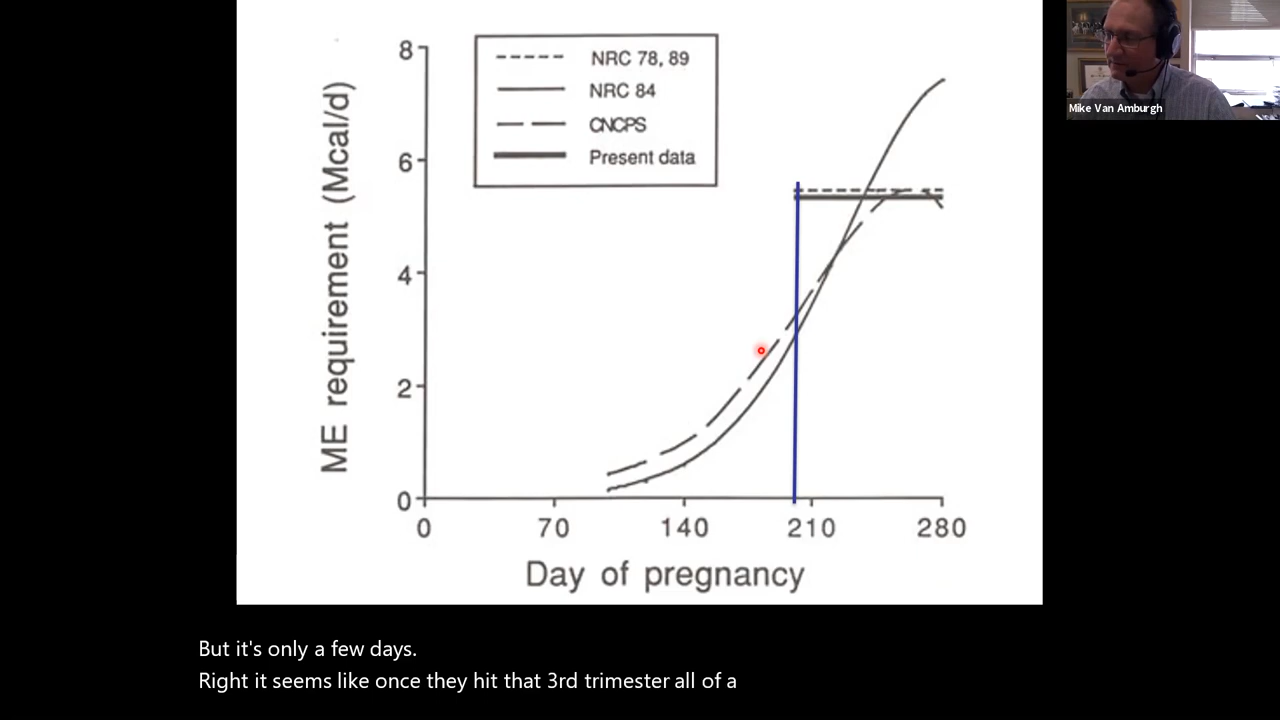 8
6
4
2
0
ME requirement (Mcal/d)
NRC 78, 89
NRC 84
CNCPS
Present data
0 70 140 210 280
Day of pregnancy
Mike Van Amburgh
But it's only a few days.
Right it seems like once they hit that 3rd trimester all of a